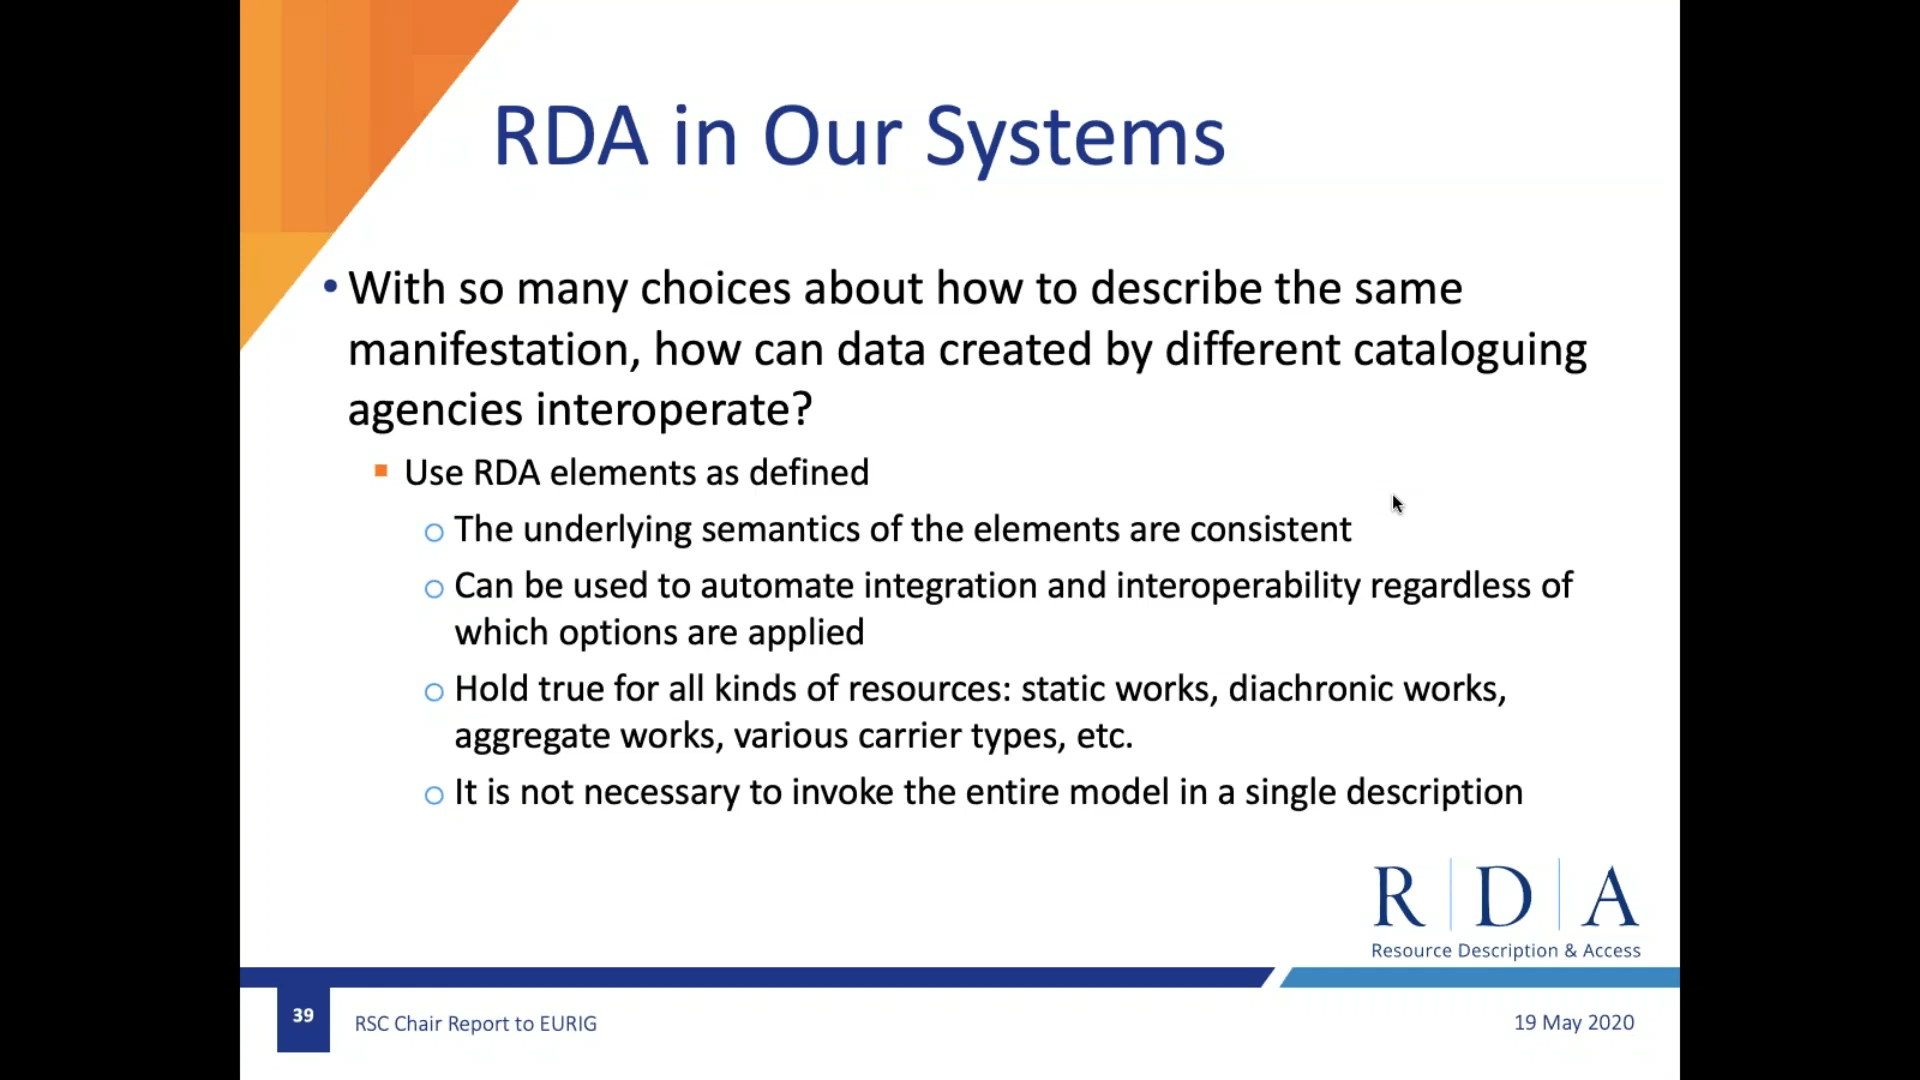 RDA in Our Systems
• With so many choices about how to describe the same
manifestation, how can data created by different cataloguing
agencies interoperate?
▪ Use RDA elements as defined
o The underlying semantics of the elements are consistent
o Can be used to automate integration and interoperability regardless of
which options are applied
o Hold true for all kinds of resources: static works, diachronic works,
aggregate works, various carrier types, etc.
o It is not necessary to invoke the entire model in a single description
R | D | A
Resource Description & Access
39
RSC Chair Report to EURIG
19 May 2020